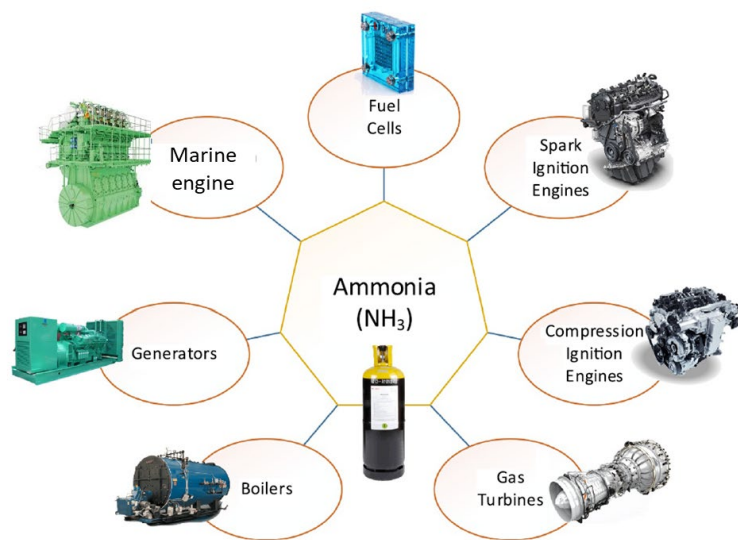 Fuel
Cells
Marine
engine
Spark
Ignition
Engines
Ammonia
(NH₃)
Generators
Compression
Ignition
Engines
Boilers
Gas
Turbines